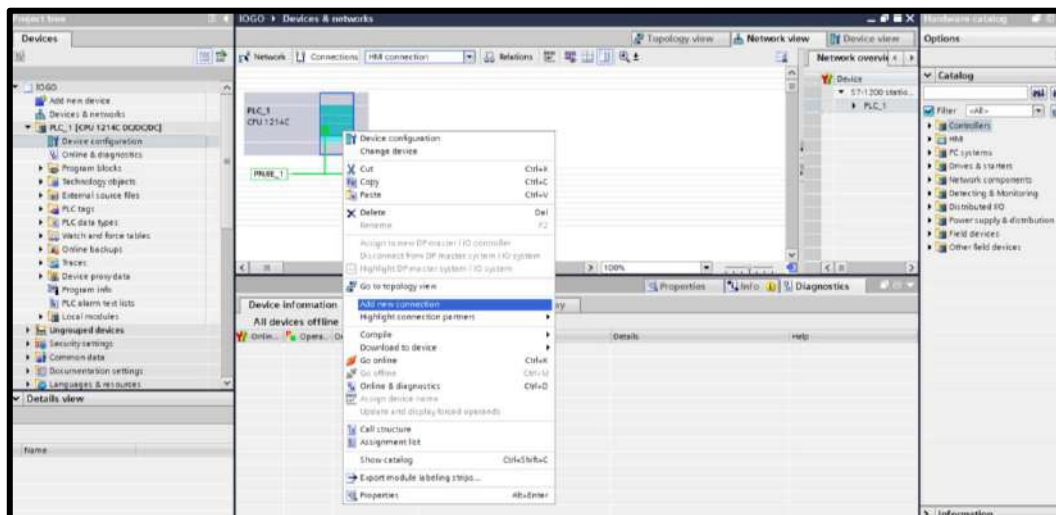 Project tree
IOGO ▸ Devices & networks
Hardware catalog
Devices
Topology view
Network view
Device view
Options
Network
Connections
HMI connection
Relations
Network overvi
Catalog
IOGO
Add new device
Devices & networks
PLC_1 [CPU 1214C DC/DC/DC]
Device configuration
Online & diagnostics
Program blocks
Technology objects
External source files
PLC tags
PLC data types
Watch and force tables
Online backups
Traces
Device proxy data
Program info
PLC alarm text lists
Local modules
Ungrouped devices
Security settings
Common data
Documentation settings
Languages & resources
Details view
Name
PLC_1
CPU 1214C
PN/IE_1
Device configuration
Change device
Cut Ctrl+X
Copy Ctrl+C
Paste Ctrl+V
Delete Del
Rename F2
Assign to new DP master / IO controller
Disconnect from DP master system / IO system
Highlight DP master system / IO system
Go to topology view
Add new connection
Highlight connection partners
Compile
Download to device
Go online Ctrl+K
Go offline Ctrl+M
Online & diagnostics Ctrl+D
Assign device name
Update and display forced operands
Call structure
Assignment list
Show catalog Ctrl+Shift+C
Export module labeling strips...
Properties Alt+Enter
100%
Properties
Info
Diagnostics
Device information
All devices offline
Onlin...
Opera...
Details
Help
Device
S7-1200 statio...
PLC_1
Filter
<All>
Controllers
HMI
PC systems
Drives & starters
Network components
Detecting & Monitoring
Distributed I/O
Power supply & distribution
Field devices
Other field devices
Information